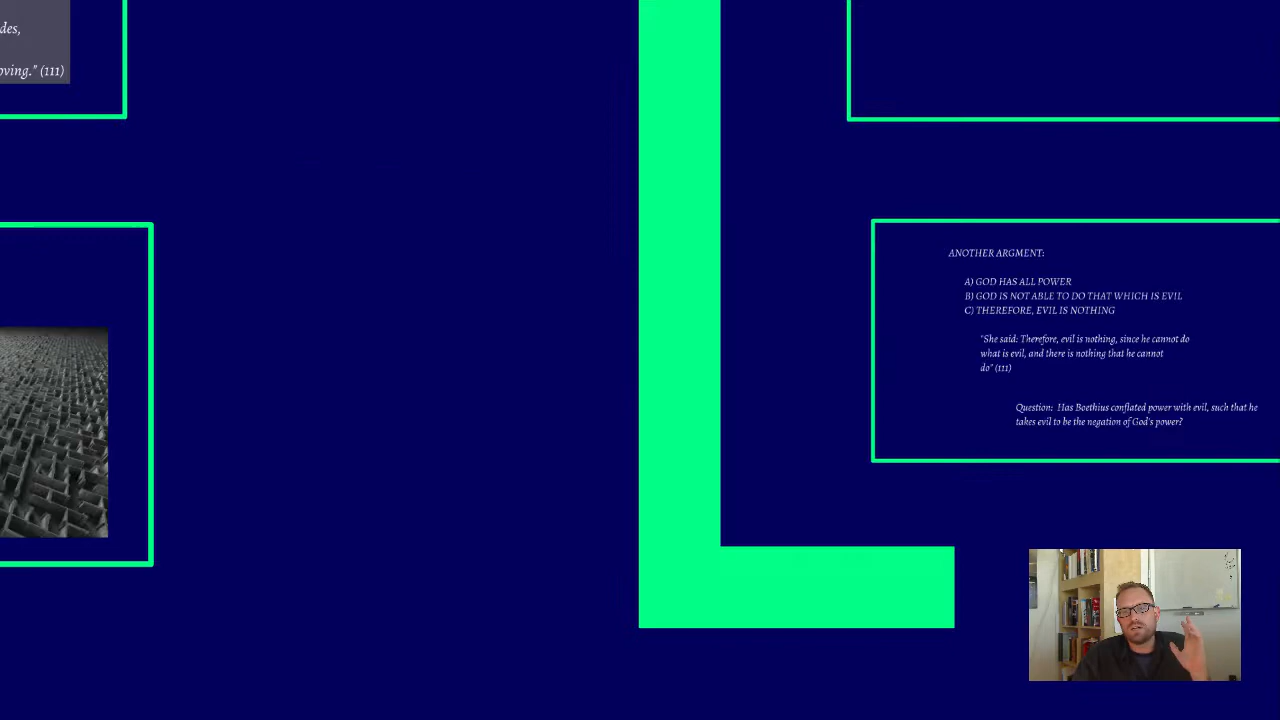 des,
oving." (111)
ANOTHER ARGMENT:
A) GOD HAS ALL POWER
B) GOD IS NOT ABLE TO DO THAT WHICH IS EVIL
C) THEREFORE, EVIL IS NOTHING
"She said: Therefore, evil is nothing, since he cannot do
what is evil, and there is nothing that he cannot
do" (111)
Question:  Has Boethius conflated power with evil, such that he
takes evil to be the negation of God's power?